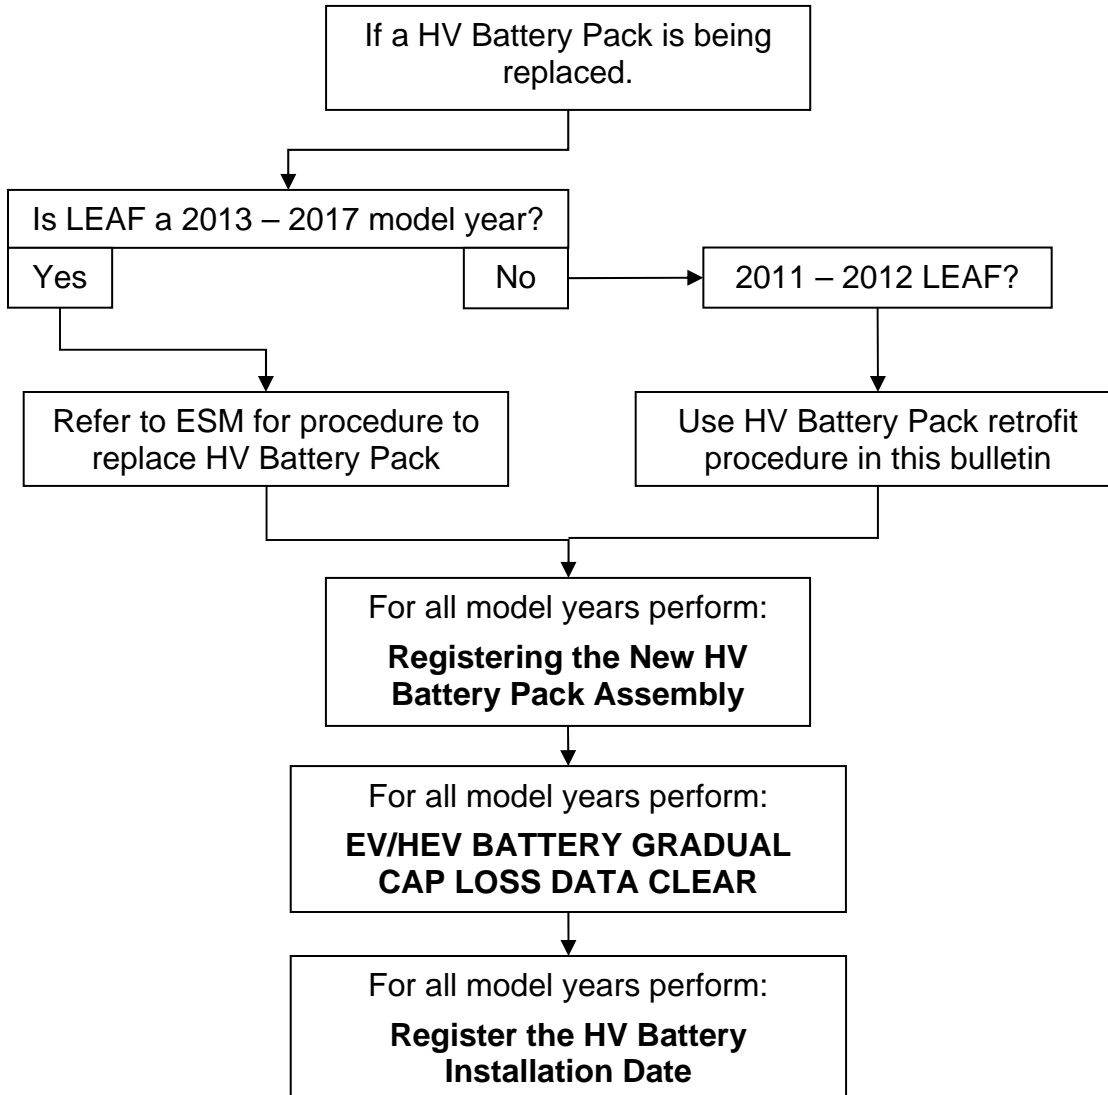 If a HV Battery Pack is being
replaced.
Is LEAF a 2013 – 2017 model year?
Yes
No
2011 – 2012 LEAF?
Refer to ESM for procedure to
replace HV Battery Pack
Use HV Battery Pack retrofit
procedure in this bulletin
For all model years perform:
Registering the New HV
Battery Pack Assembly
For all model years perform:
EV/HEV BATTERY GRADUAL
CAP LOSS DATA CLEAR
For all model years perform:
Register the HV Battery
Installation Date